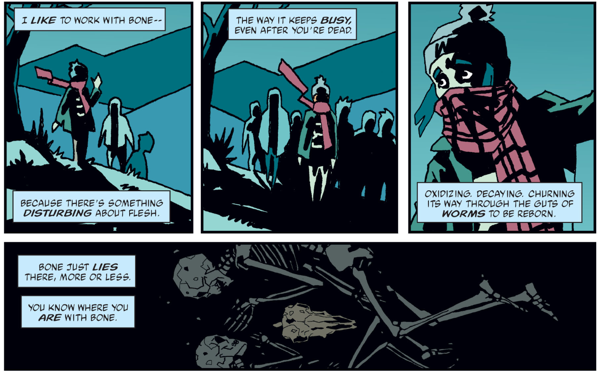 I LIKE TO WORK WITH BONE--
BECAUSE THERE'S SOMETHING
DISTURBING ABOUT FLESH.
THE WAY IT KEEPS BUSY,
EVEN AFTER YOU'RE DEAD.
OXIDIZING. DECAYING. CHURNING
ITS WAY THROUGH THE GUTS OF
WORMS TO BE REBORN.
BONE JUST LIES
THERE, MORE OR LESS.
YOU KNOW WHERE YOU
ARE WITH BONE.